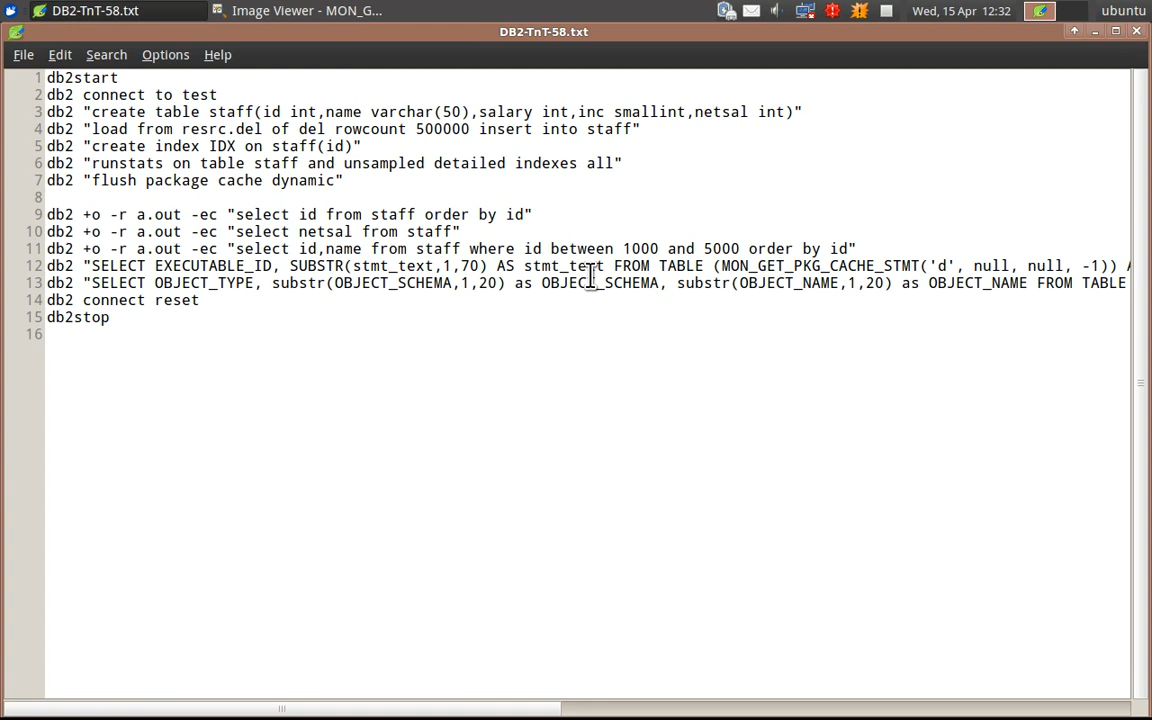 DB2-TnT-58.txt
Image Viewer - MON_G...
Wed, 15 Apr 12:32
ubuntu
DB2-TnT-58.txt
File Edit Search Options Help
1 db2start
2 db2 connect to test
3 db2 "create table staff(id int,name varchar(50),salary int,inc smallint,netsal int)"
4 db2 "load from resrc.del of del rowcount 500000 insert into staff"
5 db2 "create index IDX on staff(id)"
6 db2 "runstats on table staff and unsampled detailed indexes all"
7 db2 "flush package cache dynamic"
8
9 db2 +o -r a.out -ec "select id from staff order by id"
10 db2 +o -r a.out -ec "select netsal from staff"
11 db2 +o -r a.out -ec "select id,name from staff where id between 1000 and 5000 order by id"
12 db2 "SELECT EXECUTABLE_ID, SUBSTR(stmt_text,1,70) AS stmt_text FROM TABLE (MON_GET_PKG_CACHE_STMT('d', null, null, -1))
13 db2 "SELECT OBJECT_TYPE, substr(OBJECT_SCHEMA,1,20) as OBJECT_SCHEMA, substr(OBJECT_NAME,1,20) as OBJECT_NAME FROM TABLE
14 db2 connect reset
15 db2stop
16